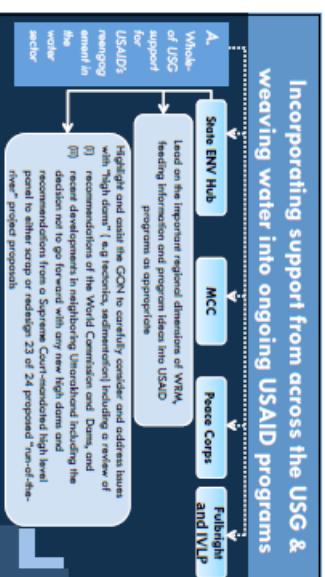 Incorporating support from across the USG &
weaving water into ongoing USAID programs
A.
Whole-
of USG
support
for
USAID's
reengag
ement in
the
water
sector
State ENV Hub
MCC
Peace Corps
Fulbright
and IVLP
Lead on the important regional dimensions of WRM,
feeding information and program ideas into USAID
programs as appropriate
Highlight and assist the GON to carefully consider and address issues
with "high dams" ( e.g tectonics, sedimentation) including a review of
(i) recommendations of the World Commission and Dams, and
(ii) recent developments in neighboring Uttarakhand including the
decision not to go forward with any new high dams and
recommendations from a Supreme Court-mandated high level
panel to either scrap or redesign 23 of 24 proposed "run-of-the-
river" projed proposals